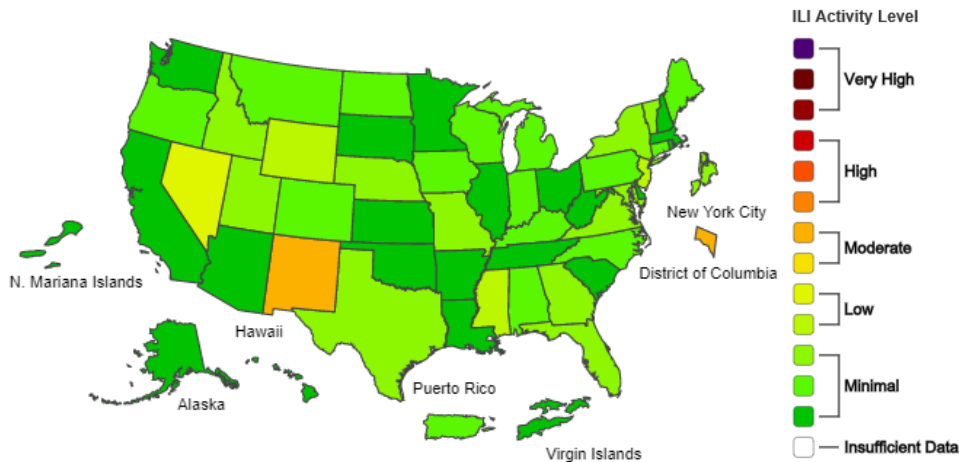 ILI Activity Level
Very High
High
New York City
Moderate
District of Columbia
N. Mariana Islands
Low
Hawaii
Puerto Rico
Minimal
Alaska
Virgin Islands
Insufficient Data